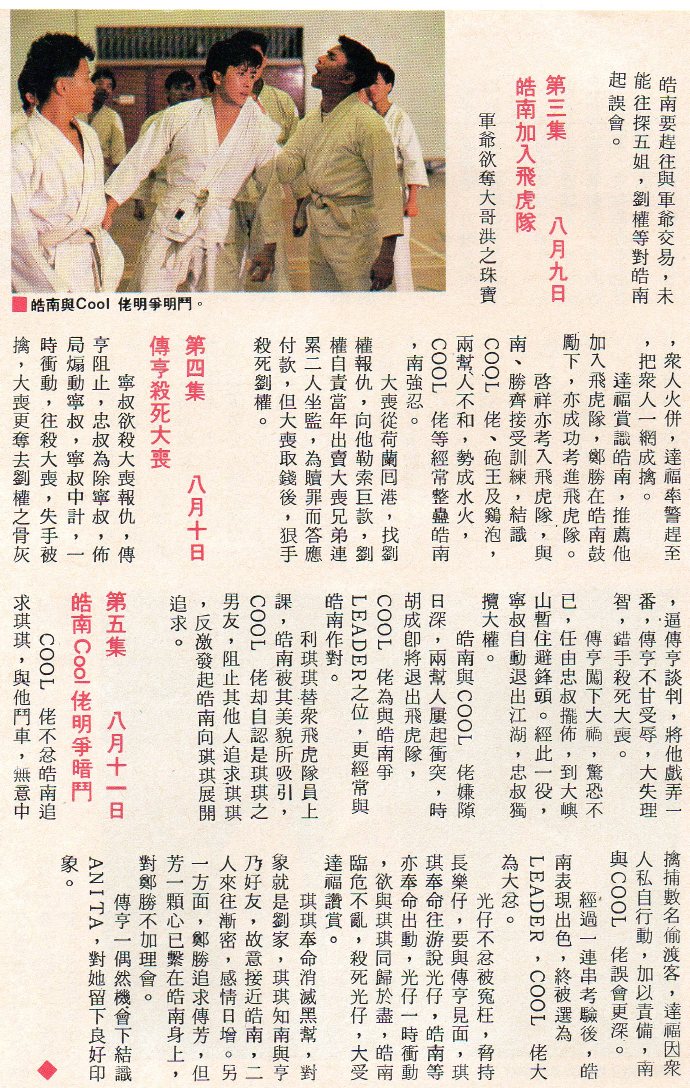 皓南要趕往與軍爺交易，未
能往探五姐，劉權等對皓南
起誤會。
第三集 八月九日
皓南加入飛虎隊
軍爺欲奪大哥洪之珠寶
皓南與Cool 佬明爭明鬥。
，衆人火併，達福率警趕至
，把衆人一網成擒。
達福賞識皓南，推薦他
加入飛虎隊，鄭勝在皓南鼓
勵下，亦成功考進飛虎隊。
啓祥亦考入飛虎隊，與
南、勝齊接受訓練，結識
COOL 佬、砲王及鷄泡，
兩幫人不和，勢成水火，
COOL 佬等經常整蠱皓南
，南強忍。
大喪從荷蘭囘港，找劉
權報仇，向他勒索巨款，劉
權自責當年出賣大喪兄弟連
累二人坐監，為贖罪而答應
付款，但大喪取錢後，狠手
殺死劉權。
第四集 八月十日
傳亨殺死大喪
寧叔欲殺大喪報仇，傳
亨阻止，忠叔為除寧叔，佈
局煽動寧叔，寧叔中計，一
時衝動，往殺大喪，失手被
擒，大喪更奪去劉權之骨灰
，逼傳亨談判，將他戲弄一
番，傳亨不甘受辱，大失理
智，錯手殺死大喪。
傳亨闖下大禍，驚恐不
已，任由忠叔擺佈，到大嶼
山暫住避鋒頭。經此一役，
寧叔自動退出江湖，忠叔獨
攬大權。
皓南與COOL 佬嫌隙
日深，兩幫人屢起衝突，時
胡成卽將退出飛虎隊，
COOL 佬為與皓南爭
LEADER之位，更經常與
皓南作對。
利琪琪替衆飛虎隊員上
課，皓南被其美貌所吸引，
COOL 佬却自認是琪琪之
男友，阻止其他人追求琪琪
，反激發起皓南向琪琪展開
追求。
第五集 八月十一日
皓南Cool佬明爭暗鬥
COOL 佬不忿皓南追
求琪琪，與他鬥車，無意中
擒捕數名偷渡客，達福因衆
人私自行動，加以責備，南
與COOL 佬誤會更深。
經過一連串考驗後，皓
南表現出色，終被選為
LEADER，COOL 佬大
為大忿。
光仔不忿被寃枉，脅持
長樂仔，要與傳亨見面，琪
琪奉命往游說光仔，皓南等
亦奉命出動，光仔一時衝動
，欲與琪琪同歸於盡，皓南
臨危不亂，殺死光仔，大受
達福讚賞。
琪琪奉命消滅黑幫，對
象就是劉家，琪琪知南與亨
乃好友，故意接近皓南，二
人來往漸密，感情日增。另
一方面，鄭勝追求傳芳，但
芳一顆心已繫在皓南身上，
對鄭勝不加理會。
傳亨一偶然機會下結識
ANITA，對她留下良好印
象。